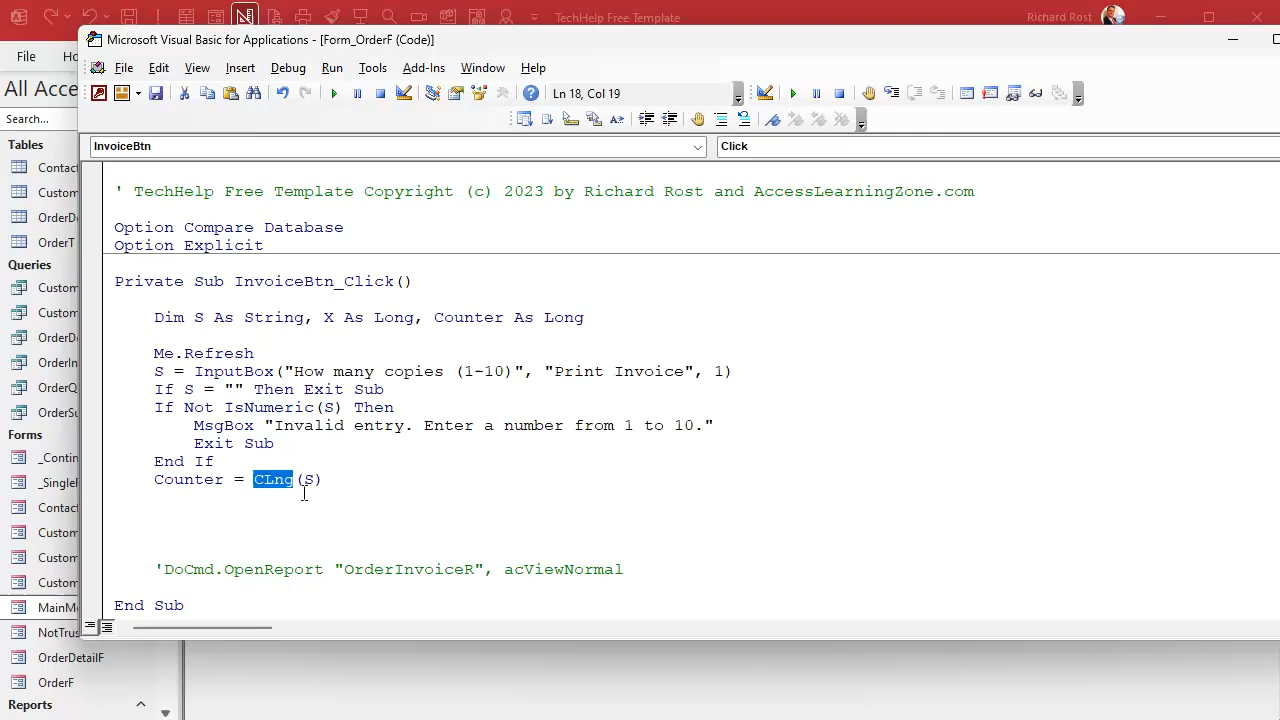 TechHelp Free Template
Richard Rost
File
All Acce
Search...
Tables
Contact
Custom
OrderDe
OrderT
Queries
Custom
Custom
OrderDe
OrderIn
OrderQ
OrderSu
Forms
_Contin
_SingleF
Contact
Custom
Custom
Custom
MainMe
NotTrus
OrderDetailF
OrderF
Reports
Microsoft Visual Basic for Applications - [Form_OrderF (Code)]
File Edit View Insert Debug Run Tools Add-Ins Window Help
Ln 18, Col 19
InvoiceBtn
Click
' TechHelp Free Template Copyright (c) 2023 by Richard Rost and AccessLearningZone.com
Option Compare Database
Option Explicit
Private Sub InvoiceBtn_Click()
Dim S As String, X As Long, Counter As Long
Me.Refresh
S = InputBox("How many copies (1-10)", "Print Invoice", 1)
If S = "" Then Exit Sub
If Not IsNumeric(S) Then
MsgBox "Invalid entry. Enter a number from 1 to 10."
Exit Sub
End If
Counter = CLng(S)
'DoCmd.OpenReport "OrderInvoiceR", acViewNormal
End Sub